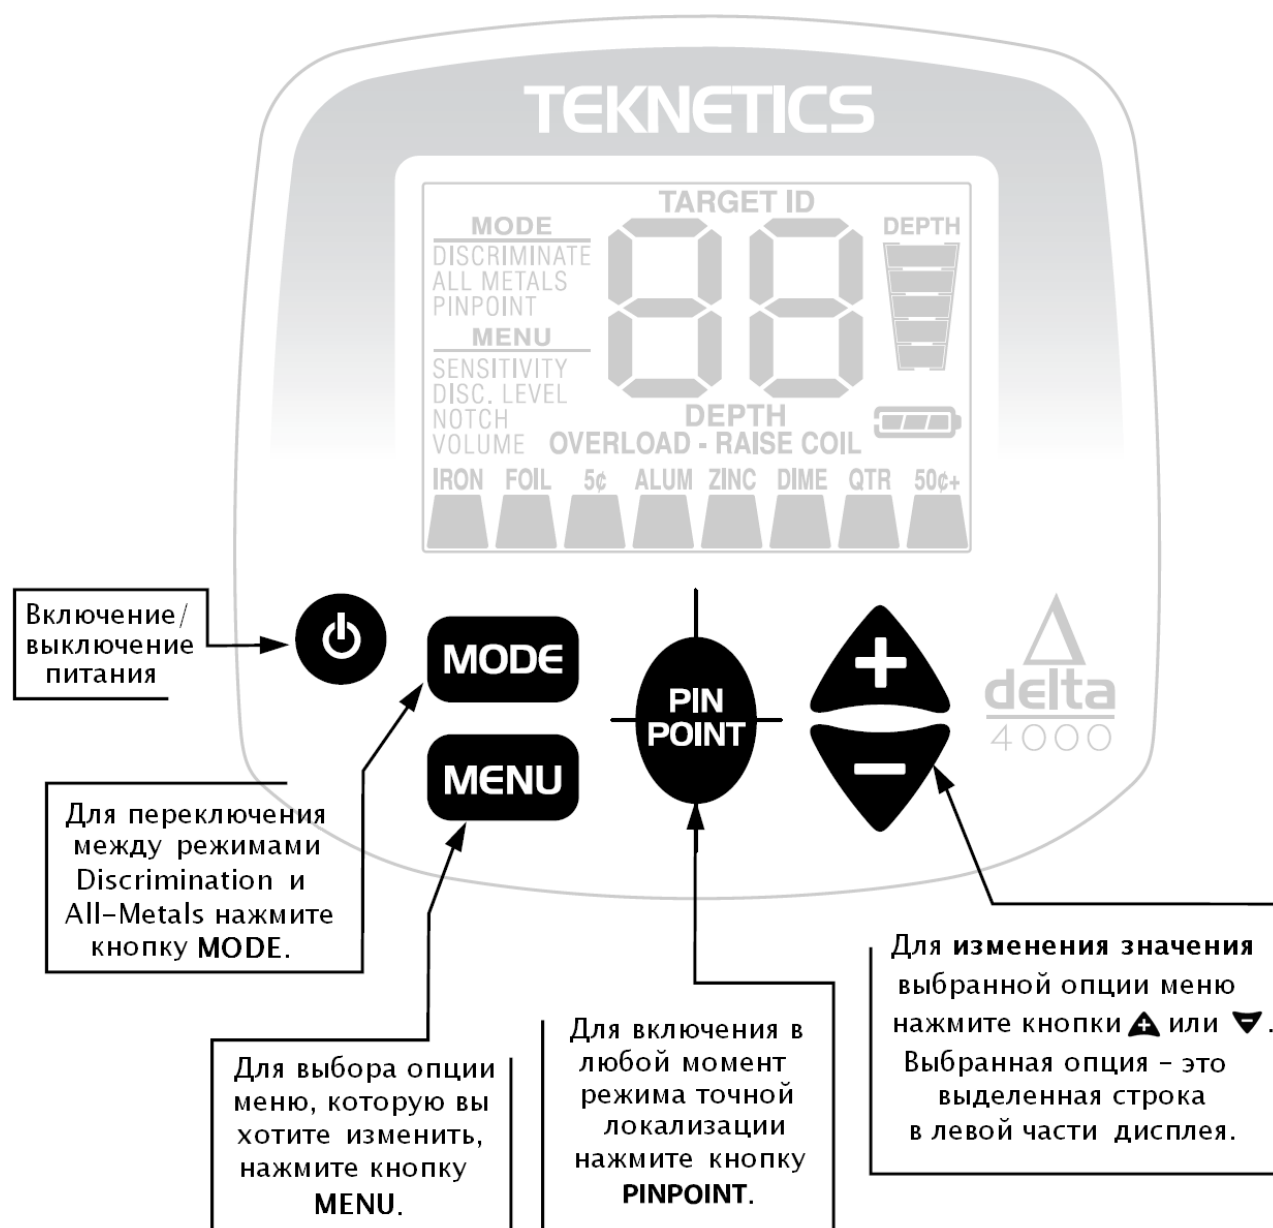 TEKNETICS
TARGET ID
MODE
DISCRIMINATE
ALL METALS
PINPOINT
MENU
SENSITIVITY
DISC. LEVEL
NOTCH
VOLUME
88
DEPTH
DEPTH
OVERLOAD - RAISE COIL
IRON FOIL 5¢ ALUM ZINC DIME QTR 50¢+
MODE
MENU
PIN
POINT
+
−
delta
4000
Включение/
выключение
питания
Для переключения
между режимами
Discrimination и
All-Metals нажмите
кнопку MODE.
Для выбора опции
меню, которую вы
хотите изменить,
нажмите кнопку
MENU.
Для включения в
любой момент
режима точной
локализации
нажмите кнопку
PINPOINT.
Для изменения значения
выбранной опции меню
нажмите кнопки + или −.
Выбранная опция – это
выделенная строка
в левой части дисплея.